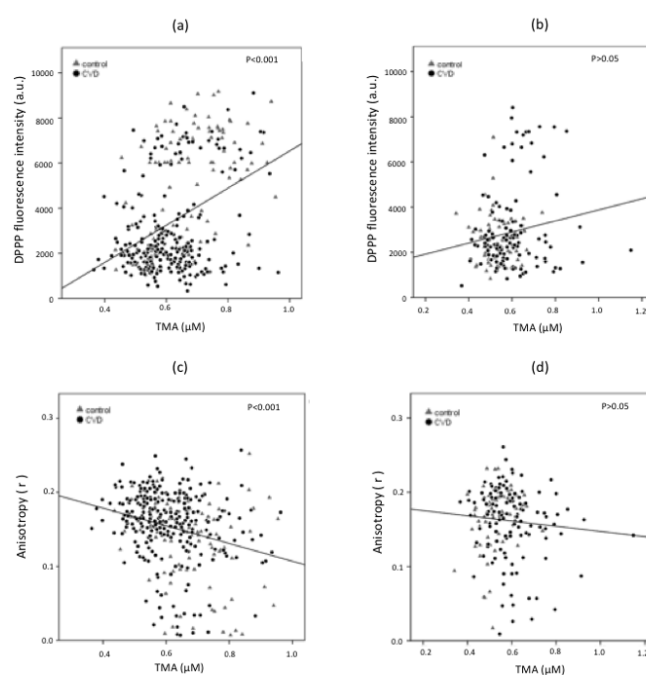 (a)
P<0.001
control
CVD
DPPP fluorescence intensity (a.u.)
10000
8000
6000
4000
2000
0
0.4 0.6 0.8 1.0
TMA (µM)
(b)
P>0.05
control
CVD
DPPP fluorescence intensity (a.u.)
10000
8000
6000
4000
2000
0
0.2 0.4 0.6 0.8 1.0 1.2
TMA (µM)
(c)
P<0.001
control
CVD
Anisotropy ( r )
0.3
0.2
0.1
0.0
0.4 0.6 0.8 1.0
TMA (µM)
(d)
P>0.05
control
CVD
Anisotropy ( r )
0.3
0.2
0.1
0.0
0.2 0.4 0.6 0.8 1.0 1.2
TMA (µM)